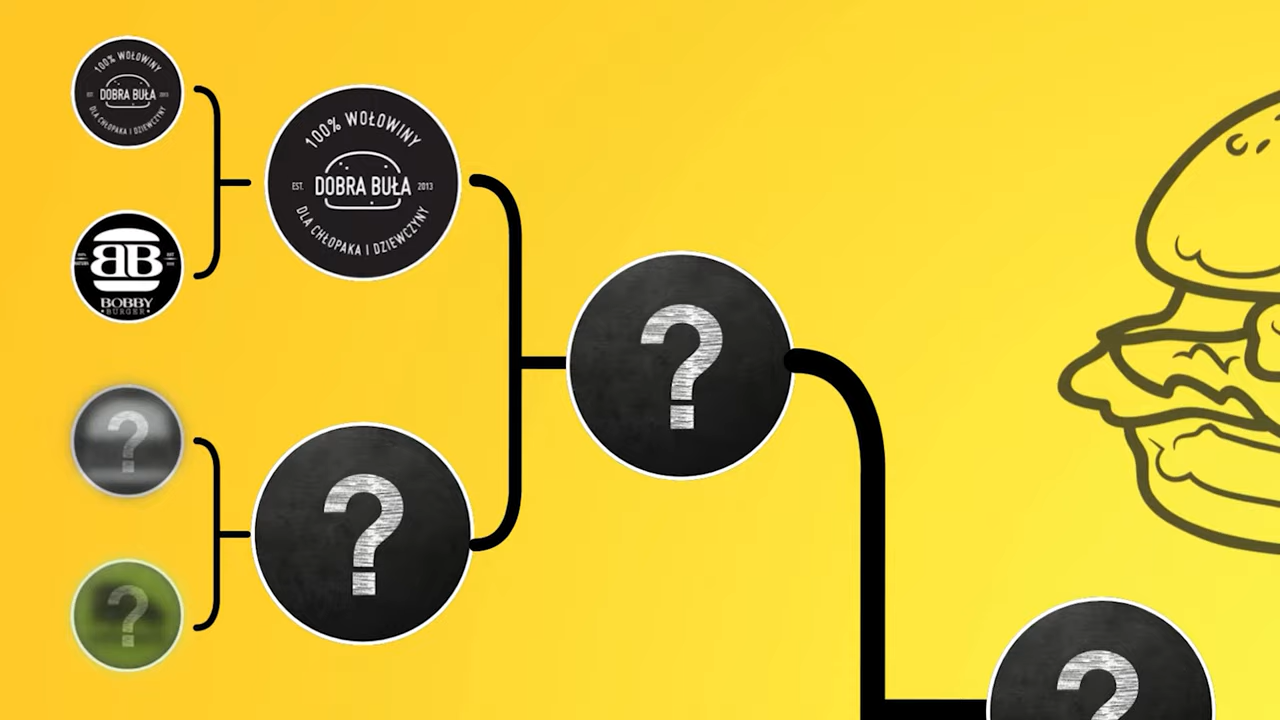 100% WOŁOWINY
EST. DOBRA BUŁA 2013
DLA CHŁOPAKA I DZIEWCZYNY
100% WOŁOWINY
EST. DOBRA BUŁA 2013
DLA CHŁOPAKA I DZIEWCZYNY
BB
BOBBY
•BURGER•
?
?
?
?
?